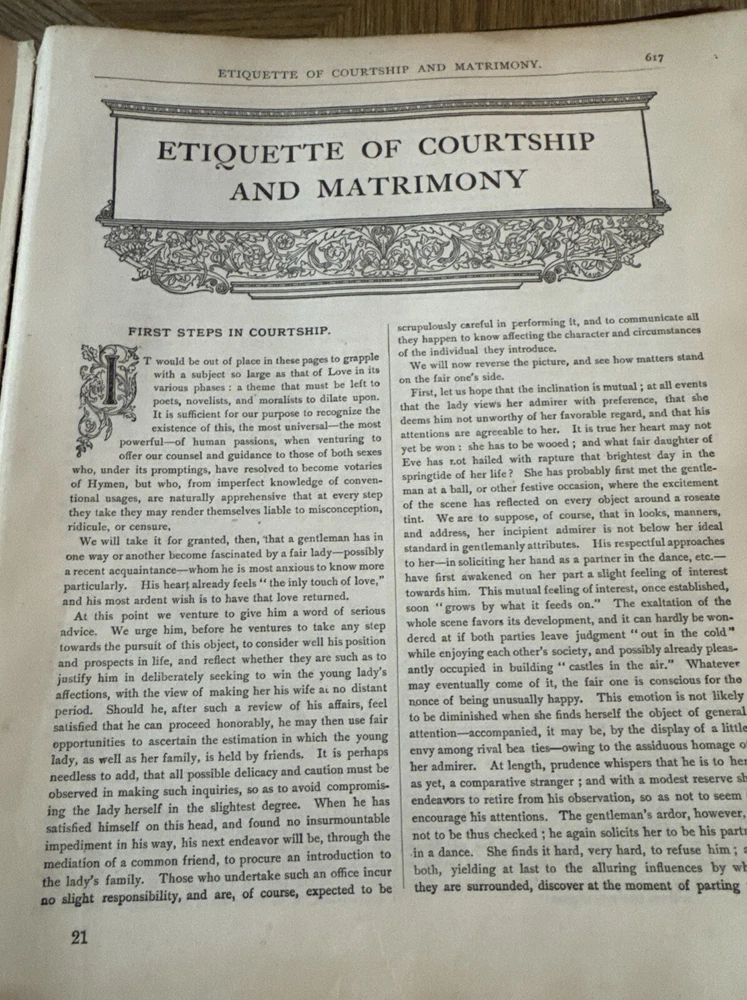 ETIQUETTE OF COURTSHIP AND MATRIMONY.
617
ETIQUETTE OF COURTSHIP
AND MATRIMONY
FIRST STEPS IN COURTSHIP.
IT would be out of place in these pages to grapple
with a subject so large as that of Love in its
various phases : a theme that must be left to
poets, novelists, and moralists to dilate upon.
It is sufficient for our purpose to recognize the
existence of this, the most universal—the most
powerful—of human passions, when venturing to
offer our counsel and guidance to those of both sexes
who, under its promptings, have resolved to become votaries
of Hymen, but who, from imperfect knowledge of conven-
tional usages, are naturally apprehensive that at every step
they take they may render themselves liable to misconception,
ridicule, or censure.
We will take it for granted, then, that a gentleman has in
one way or another become fascinated by a fair lady—possibly
a recent acquaintance—whom he is most anxious to know more
particularly. His heart already feels "the inly touch of love,"
and his most ardent wish is to have that love returned.
At this point we venture to give him a word of serious
advice. We urge him, before he ventures to take any step
towards the pursuit of this object, to consider well his position
and prospects in life, and reflect whether they are such as to
justify him in deliberately seeking to win the young lady's
affections, with the view of making her his wife at no distant
period. Should he, after such a review of his affairs, feel
satisfied that he can proceed honorably, he may then use fair
opportunities to ascertain the estimation in which the young
lady, as well as her family, is held by friends. It is perhaps
needless to add, that all possible delicacy and caution must be
observed in making such inquiries, so as to avoid compromis-
ing the lady herself in the slightest degree. When he has
satisfied himself on this head, and found no insurmountable
impediment in his way, his next endeavor will be, through the
mediation of a common friend, to procure an introduction to
the lady's family. Those who undertake such an office incur
no slight responsibility, and are, of course, expected to be
21
scrupulously careful in performing it, and to communicate all
they happen to know affecting the character and circumstances
of the individual they introduce.
We will now reverse the picture, and see how matters stand
on the fair one's side.
First, let us hope that the inclination is mutual ; at all events
that the lady views her admirer with preference, that she
deems him not unworthy of her favorable regard, and that his
attentions are agreeable to her. It is true her heart may not
yet be won : she has to be wooed ; and what fair daughter of
Eve has not hailed with rapture that brightest day in the
springtide of her life ? She has probably first met the gentle-
man at a ball, or other festive occasion, where the excitement
of the scene has reflected on every object around a roseate
tint. We are to suppose, of course, that in looks, manners,
and address, her incipient admirer is not below her ideal
standard in gentlemanly attributes. His respectful approaches
to her—in soliciting her hand as a partner in the dance, etc.—
have first awakened on her part a slight feeling of interest
towards him. This mutual feeling of interest, once established,
soon "grows by what it feeds on." The exaltation of the
whole scene favors its development, and it can hardly be won-
dered at if both parties leave judgment "out in the cold"
while enjoying each other's society, and possibly already pleas-
antly occupied in building "castles in the air." Whatever
may eventually come of it, the fair one is conscious for the
nonce of being unusually happy. This emotion is not likely
to be diminished when she finds herself the object of general
attention—accompanied, it may be, by the display of a little
envy among rival bea ties—owing to the assiduous homage o
her admirer. At length, prudence whispers that he is to her
as yet, a comparative stranger ; and with a modest reserve sh
endeavors to retire from his observation, so as not to seem
encourage his attentions. The gentleman's ardor, however,
not to be thus checked ; he again solicits her to be his part
in a dance. She finds it hard, very hard, to refuse him ;
both, yielding at last to the alluring influences by wh
they are surrounded, discover at the moment of parting